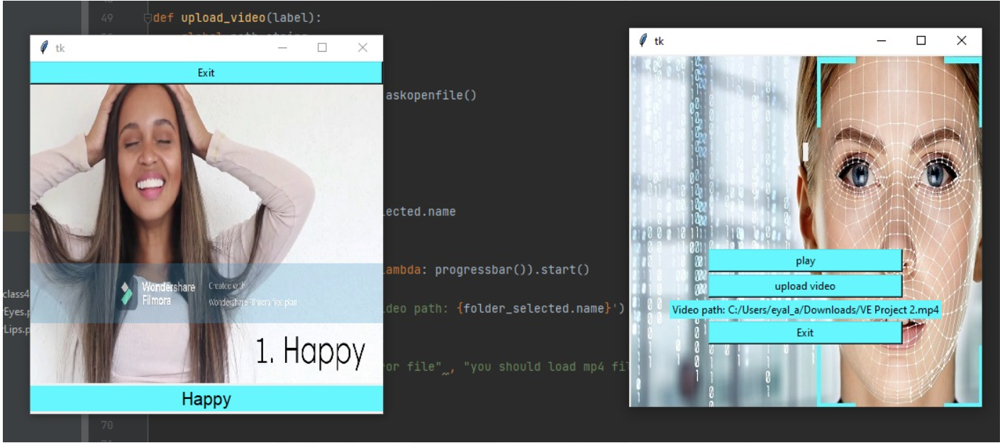 49 def upload_video(label):
tk
Exit
Wondershare
Filmora
Created with
Wondershare Filmora free plan
1. Happy
Happy
askopenfile()
ected.name
ambda: progressbar()).start()
deo path: {folder_selected.name}')
or file", "you should load mp4 fil
class4
Eyes.p
Lips.p
70
tk
play
upload video
Video path: C:/Users/eyal_a/Downloads/VE Project 2.mp4
Exit